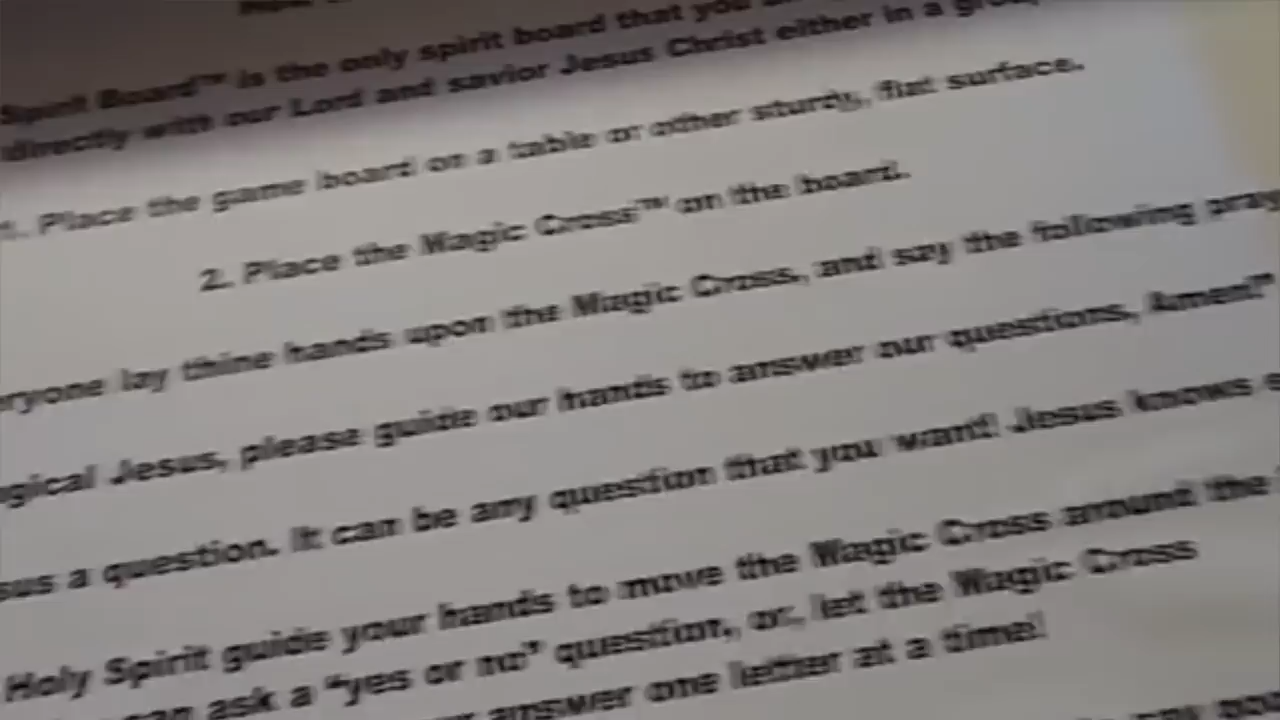 Spirit Board™ is the only spirit board that you
directly with our Lord and savior Jesus Christ either in a
1. Place the game board on a table or other sturdy, flat surface.
2. Place the Magic Cross™ on the board.
ryone lay thine hands upon the Magic Cross, and say the following pray
gical Jesus, please guide our hands to answer our questions, Amen!"
sus a question. It can be any question that you want! Jesus knows
Holy Spirit guide your hands to move the Magic Cross around the
can ask a "yes or no" question, or, let the Magic Cross
answer one letter at a time!